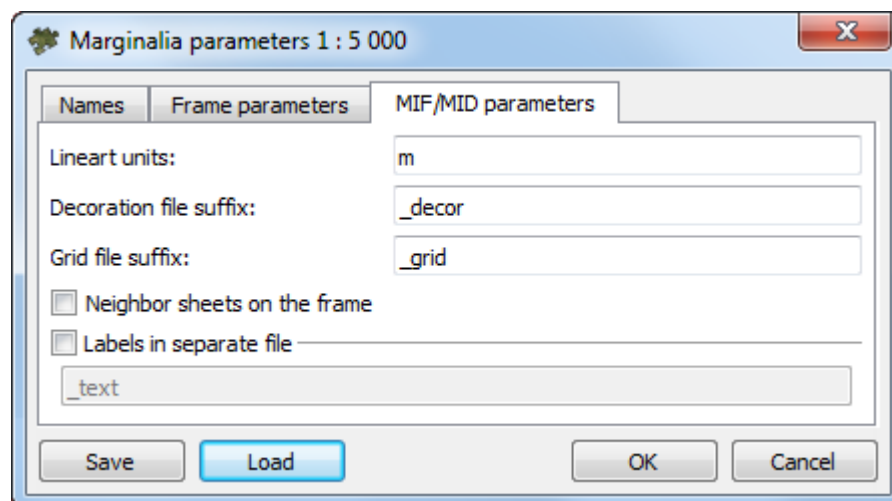 Marginalia parameters 1 : 5 000
Names Frame parameters MIF/MID parameters
Lineart units: m
Decoration file suffix: _decor
Grid file suffix: _grid
Neighbor sheets on the frame
Labels in separate file
_text
Save Load OK Cancel